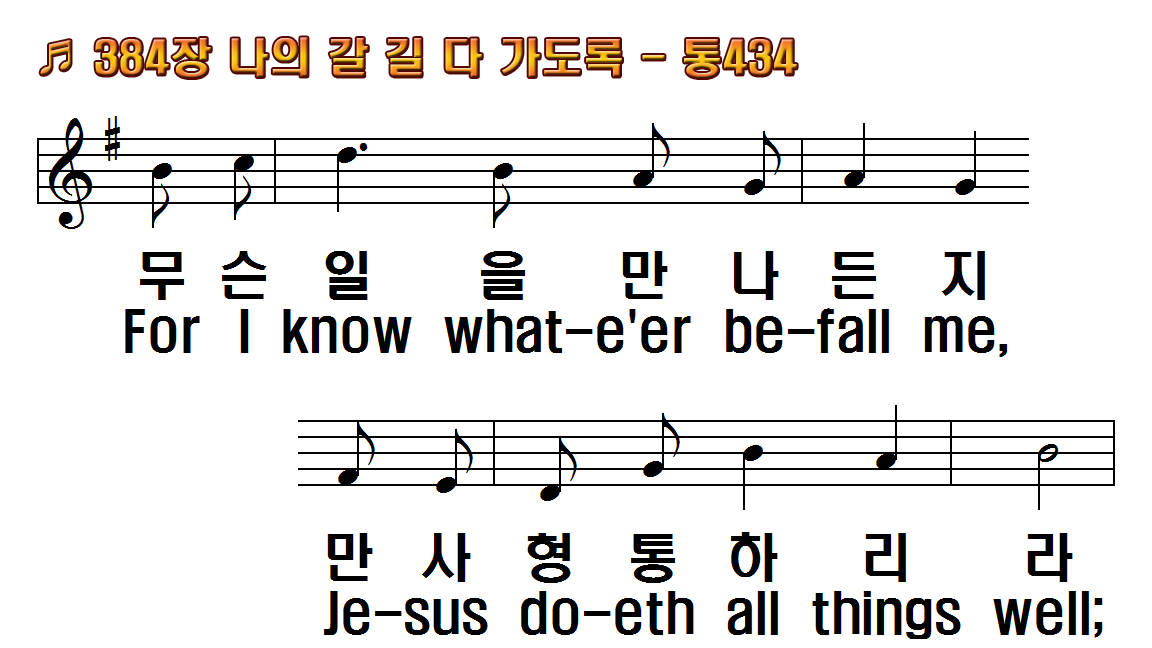 ♬ 384장 나의 갈 길 다 가도록 - 통434
무 슨 일 을 만 나 든 지
For I know what-e'er be-fall me,
만 사 형 통 하 리 라
Je-sus do-eth all things well;